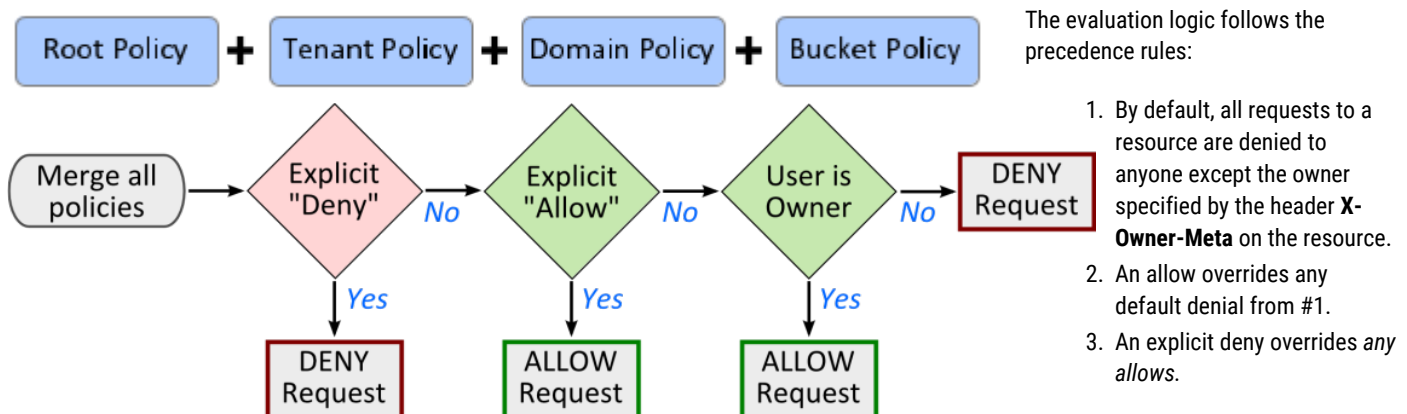 Root Policy + Tenant Policy + Domain Policy + Bucket Policy
Merge all
policies
Explicit
"Deny"
No
Explicit
"Allow"
No
User is
Owner
No
DENY
Request
Yes
Yes
Yes
DENY
Request
ALLOW
Request
ALLOW
Request
The evaluation logic follows the
precedence rules:
1. By default, all requests to a
resource are denied to
anyone except the owner
specified by the header X-
Owner-Meta on the resource.
2. An allow overrides any
default denial from #1.
3. An explicit deny overrides any
allows.